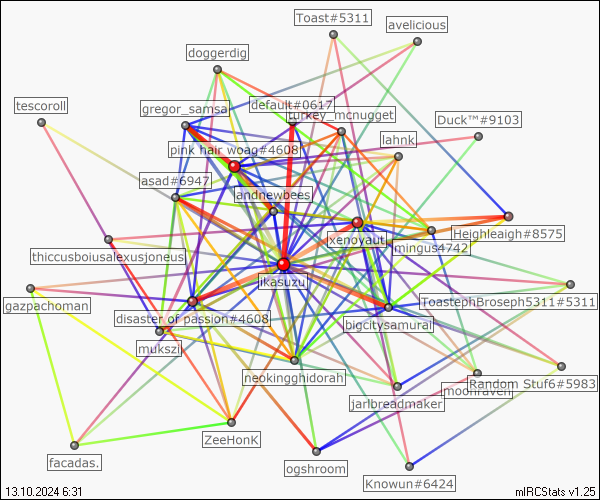 Toast#5311
avelicious
doggerdig
tescoroll
gregor_samsa
default#0617
turkey_mcnugget
Duck™#9103
pink hair woag#4608
lahnk
asad#6947
andnewbees
xenoyaut
Heighleaigh#8575
mingus4742
thiccusboiusalexusjoneus
ikasuzu
ToastephBroseph5311#5311
gazpachoman
disaster of passion#4608
bigcitysamurai
mukszi
neokingghidorah
Random Stuf6#5983
moonraven
jarlbreadmaker
ZeeHonK
facadas.
ogshroom
Knowun#6424
13.10.2024 6:31
mIRCStats v1.25